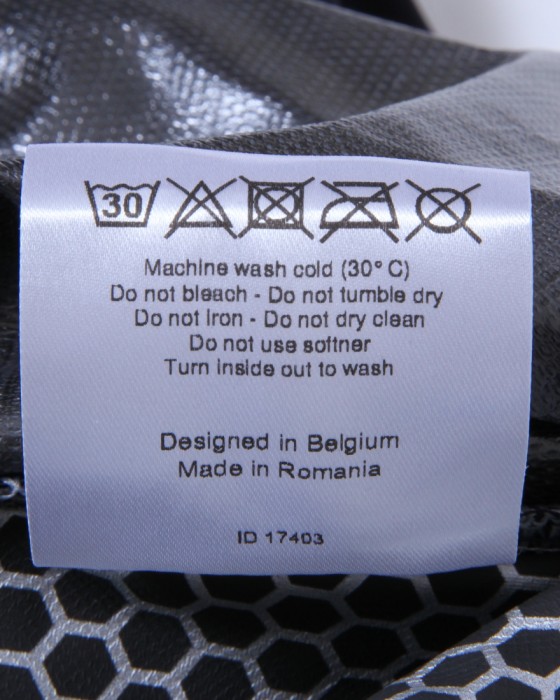 30
Machine wash cold (30° C)
Do not bleach - Do not tumble dry
Do not Iron - Do not dry clean
Do not use softner
Turn inside out to wash
Designed in Belgium
Made in Romania
ID 17403